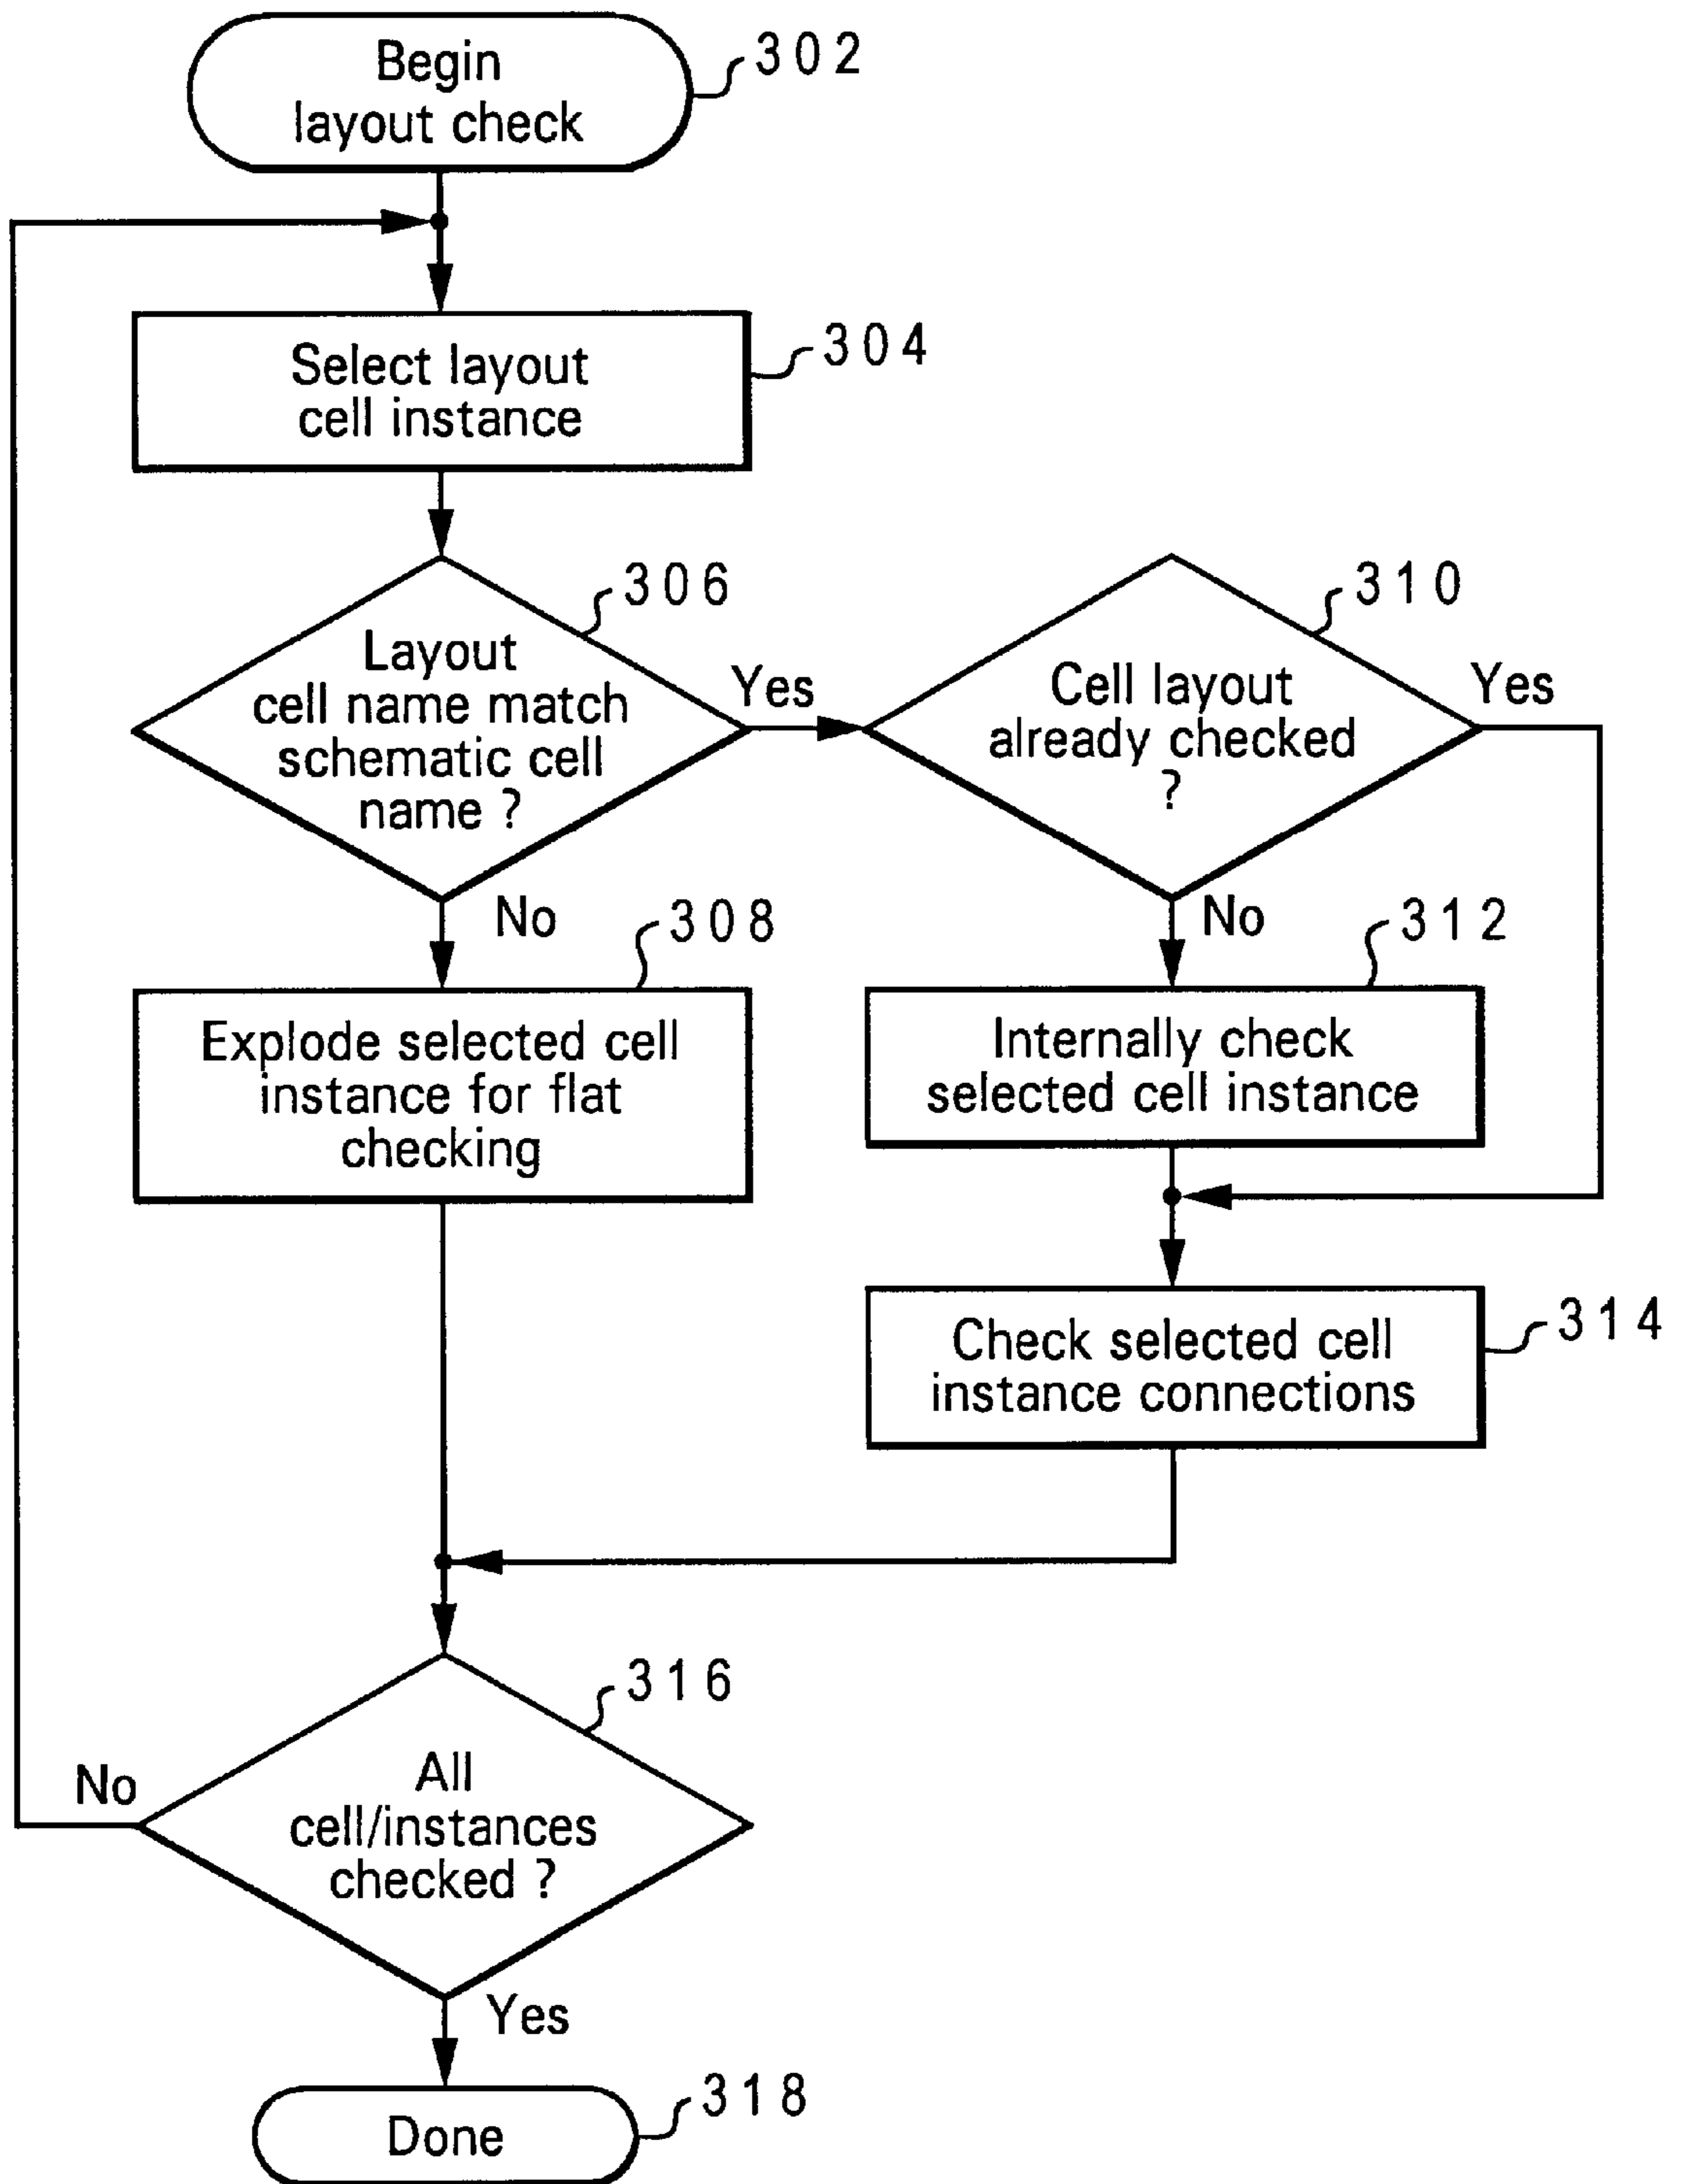 Begin
layout check
302
Select layout
cell instance
304
Layout
cell name match
schematic cell
name ?
306
Yes
Cell layout
already checked
?
310
Yes
No
No
Explode selected cell
instance for flat
checking
308
Internally check
selected cell instance
312
Check selected cell
instance connections
314
All
cell/instances
checked ?
316
No
Yes
Done
318